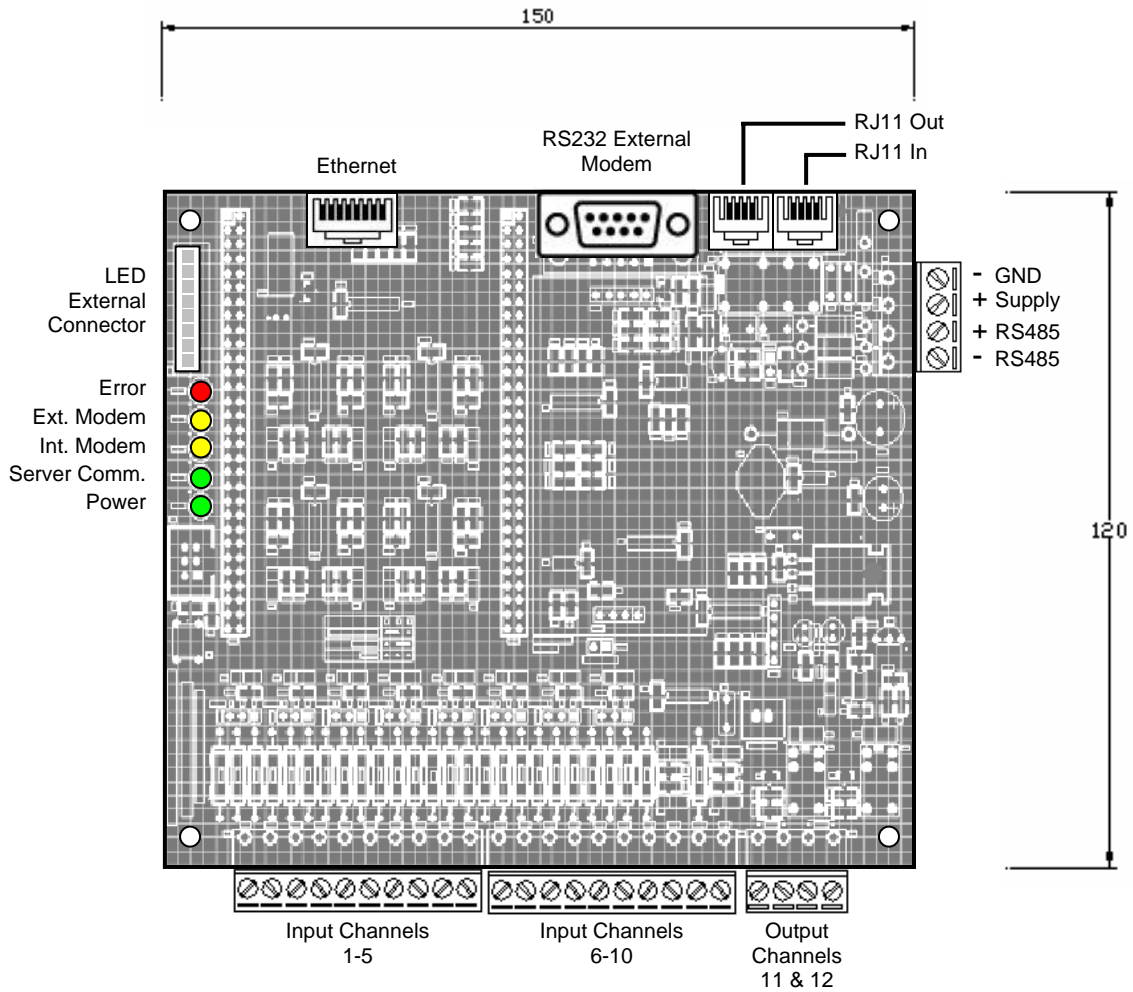 150
RJ11 Out
RJ11 In
RS232 External
Modem
Ethernet
LED
External
Connector
- GND
+ Supply
+ RS485
- RS485
Error
Ext. Modem
Int. Modem
Server Comm.
Power
120
Input Channels
1-5
Input Channels
6-10
Output
Channels
11 & 12